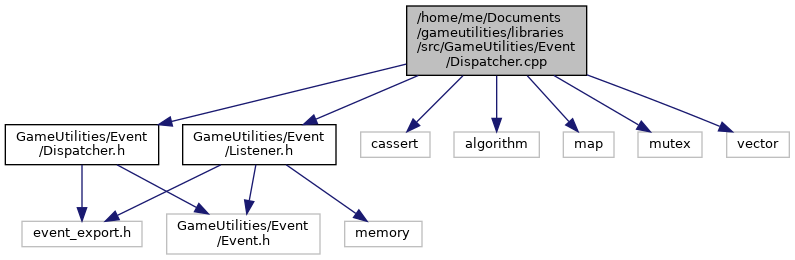 /home/me/Documents
/gameutilities/libraries
/src/GameUtilities/Event
/Dispatcher.cpp
GameUtilities/Event
/Dispatcher.h
GameUtilities/Event
/Listener.h
cassert
algorithm
map
mutex
vector
event_export.h
GameUtilities/Event
/Event.h
memory